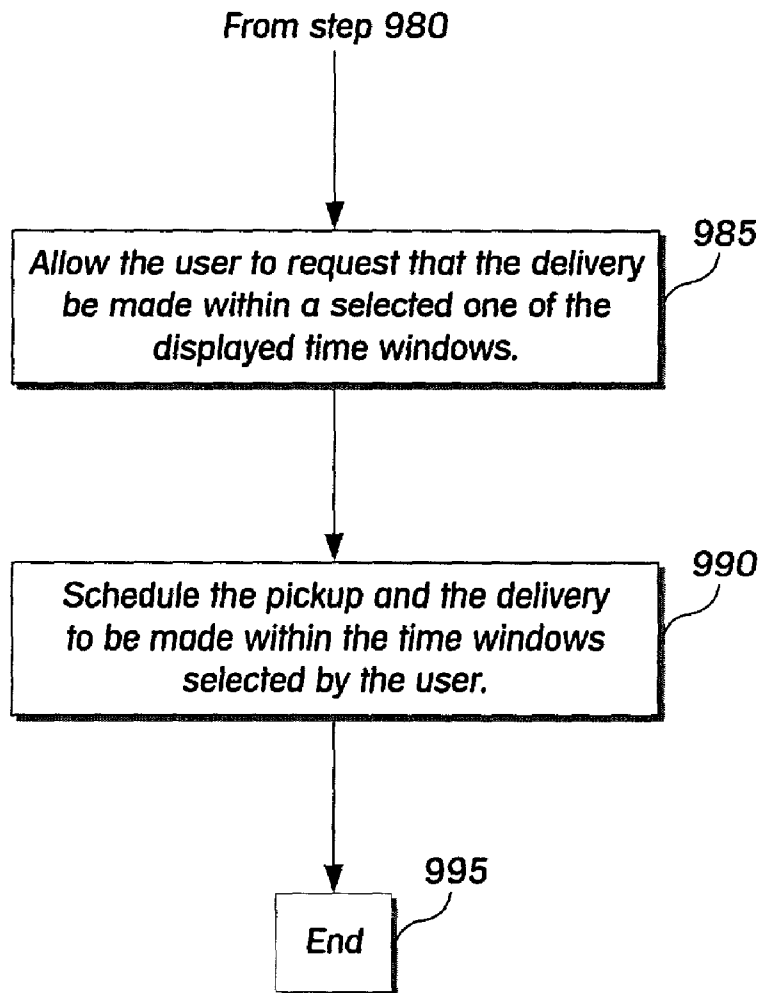 From step 980
985
Allow the user to request that the delivery
be made within a selected one of the
displayed time windows.
990
Schedule the pickup and the delivery
to be made within the time windows
selected by the user.
995
End